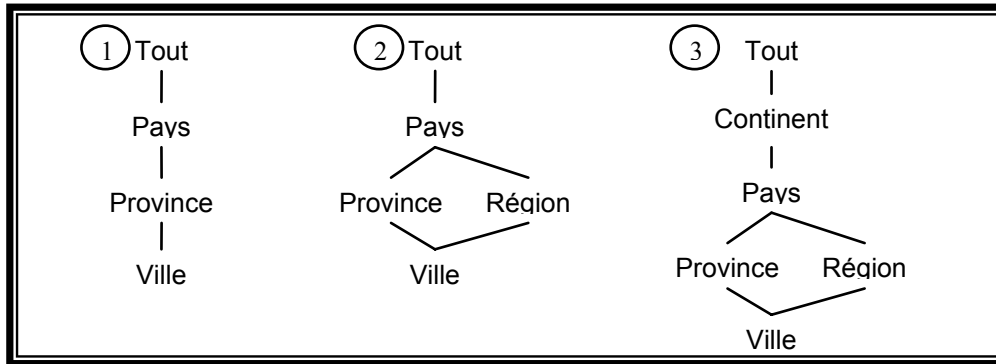 1 Tout
Pays
Province
Ville
2 Tout
Pays
Province Région
Ville
3 Tout
Continent
Pays
Province Région
Ville